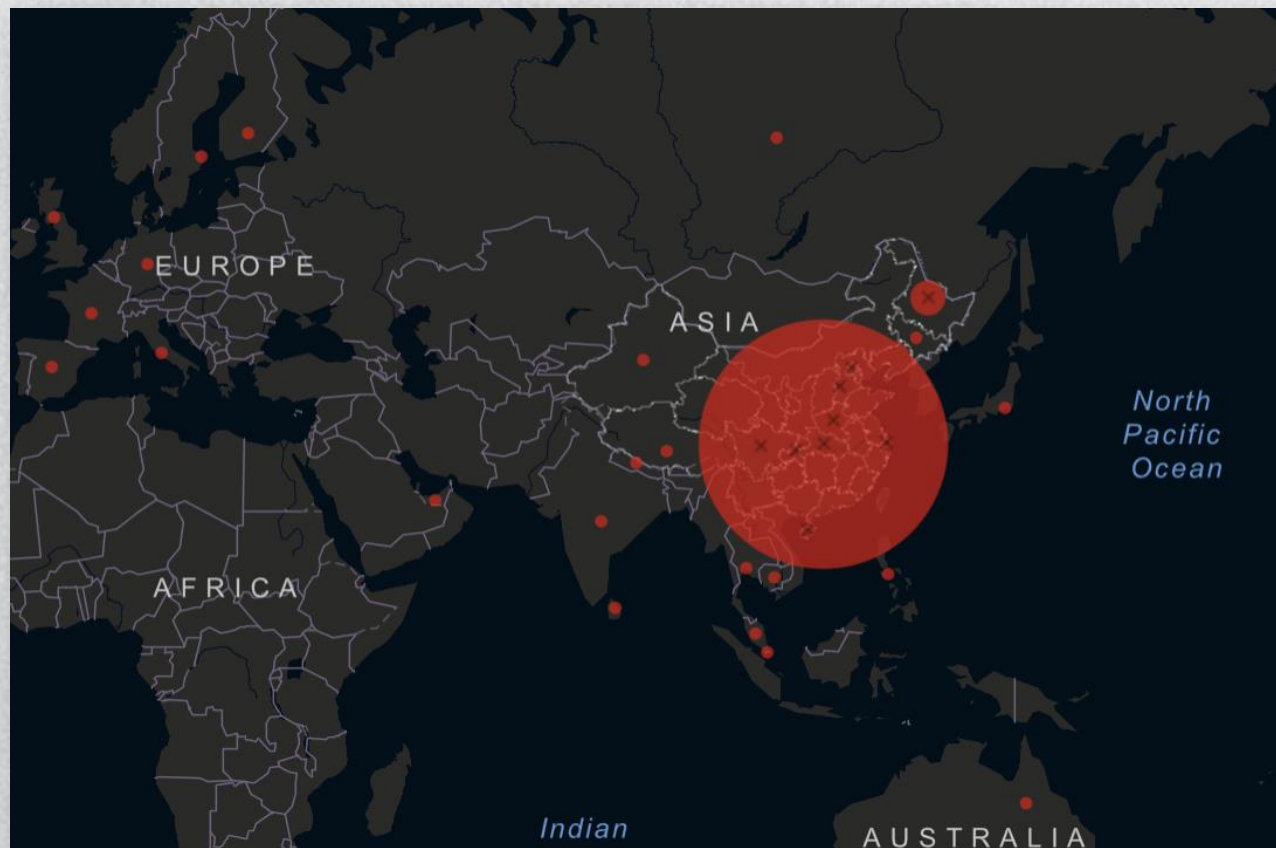 EUROPE
ASIA
North
Pacific
Ocean
AFRICA
Indian
AUSTRALIA